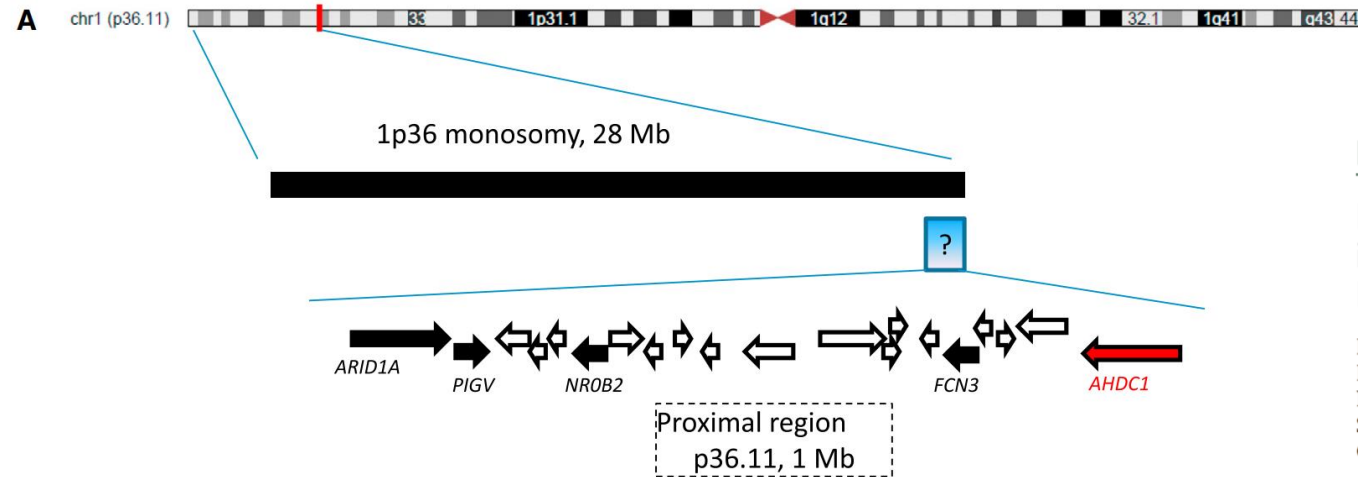 A
chr1 (p36.11) 33 1p31.1 1q12 32.1 1q41 q43 44
1p36 monosomy, 28 Mb
?
ARID1A
PIGV NR0B2 FCN3 AHDC1
Proximal region
p36.11, 1 Mb